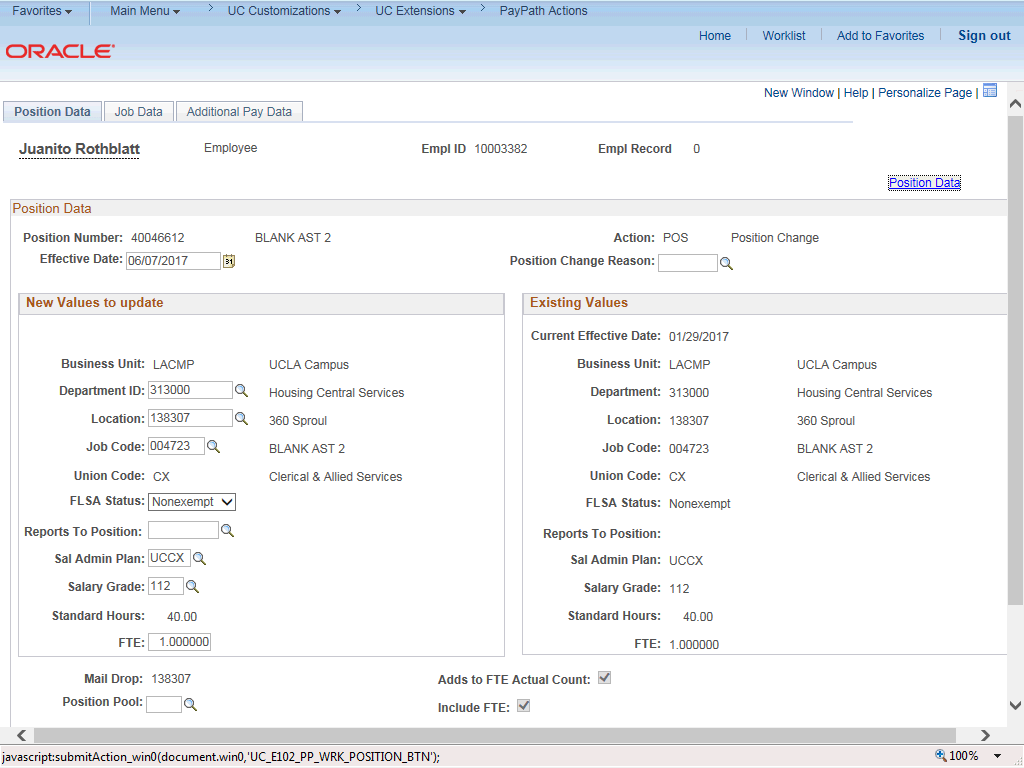 Favorites Main Menu > UC Customizations > UC Extensions > PayPath Actions
Home Worklist Add to Favorites Sign out
ORACLE
New Window | Help | Personalize Page |
Position Data Job Data Additional Pay Data
Juanito Rothblatt Employee Empl ID 10003382 Empl Record 0
Position Data
Position Data
Position Number: 40046612 BLANK AST 2 Action: POS Position Change
Effective Date: 06/07/2017 31 Position Change Reason:
New Values to update Existing Values
Current Effective Date: 01/29/2017
Business Unit: LACMP UCLA Campus Business Unit: LACMP UCLA Campus
Department ID: 313000 Housing Central Services Department: 313000 Housing Central Services
Location: 138307 360 Sproul Location: 138307 360 Sproul
Job Code: 004723 BLANK AST 2 Job Code: 004723 BLANK AST 2
Union Code: CX Clerical & Allied Services Union Code: CX Clerical & Allied Services
FLSA Status: Nonexempt FLSA Status: Nonexempt
Reports To Position: Reports To Position:
Sal Admin Plan: UCCX Sal Admin Plan: UCCX
Salary Grade: 112 Salary Grade: 112
Standard Hours: 40.00 Standard Hours: 40.00
FTE: 1.000000 FTE: 1.000000
Mail Drop: 138307 Adds to FTE Actual Count:
Position Pool: Include FTE:
javascript:submitAction_win0(document.win0,'UC_E102_PP_WRK_POSITION_BTN'); 100%